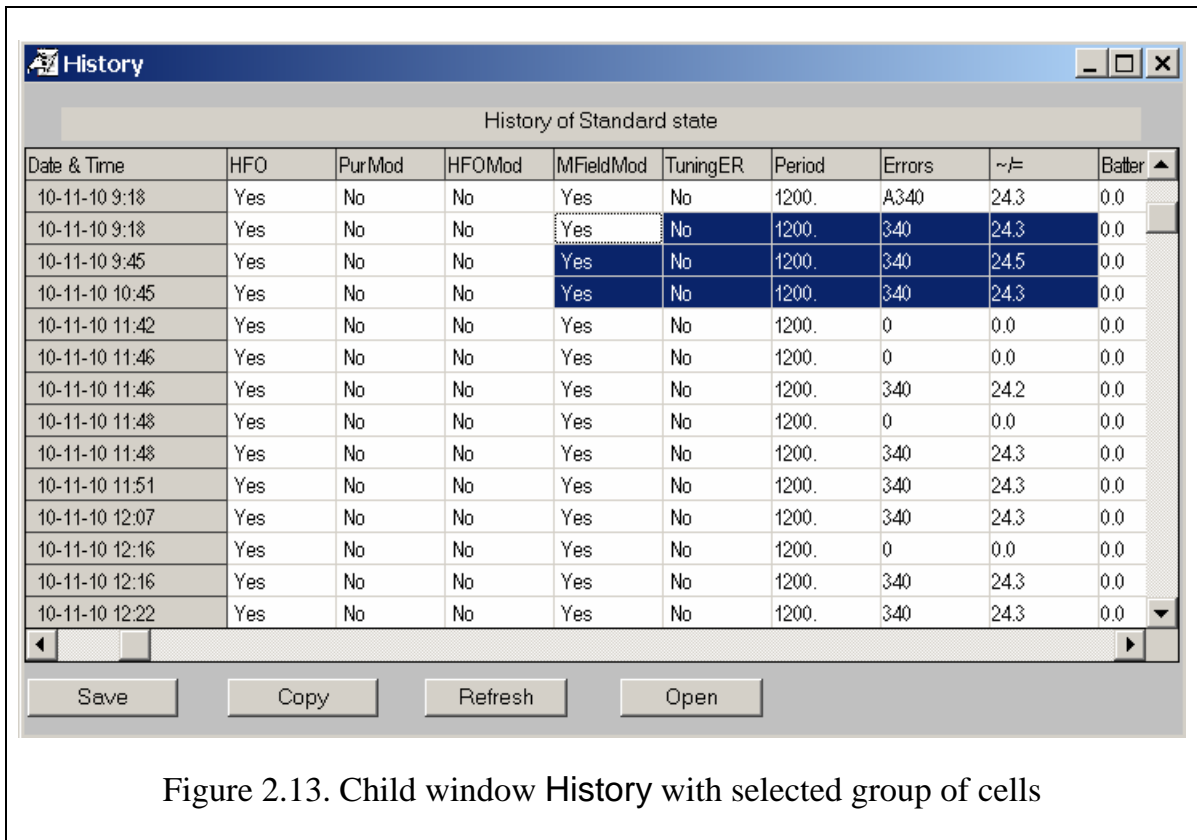 History
History of Standard state
Date & Time HFO PurMod HFOMod MFieldMod TuningER Period Errors ~/= Batter
10-11-10 9:18 Yes No No Yes No 1200. A340 24.3 0.0
10-11-10 9:18 Yes No No Yes No 1200. 340 24.3 0.0
10-11-10 9:45 Yes No No Yes No 1200. 340 24.5 0.0
10-11-10 10:45 Yes No No Yes No 1200. 340 24.3 0.0
10-11-10 11:42 Yes No No Yes No 1200. 0 0.0 0.0
10-11-10 11:46 Yes No No Yes No 1200. 0 0.0 0.0
10-11-10 11:46 Yes No No Yes No 1200. 340 24.2 0.0
10-11-10 11:48 Yes No No Yes No 1200. 0 0.0 0.0
10-11-10 11:48 Yes No No Yes No 1200. 340 24.3 0.0
10-11-10 11:51 Yes No No Yes No 1200. 340 24.3 0.0
10-11-10 12:07 Yes No No Yes No 1200. 340 24.3 0.0
10-11-10 12:16 Yes No No Yes No 1200. 0 0.0 0.0
10-11-10 12:16 Yes No No Yes No 1200. 340 24.3 0.0
10-11-10 12:22 Yes No No Yes No 1200. 340 24.3 0.0
Save Copy Refresh Open
Figure 2.13. Child window History with selected group of cells